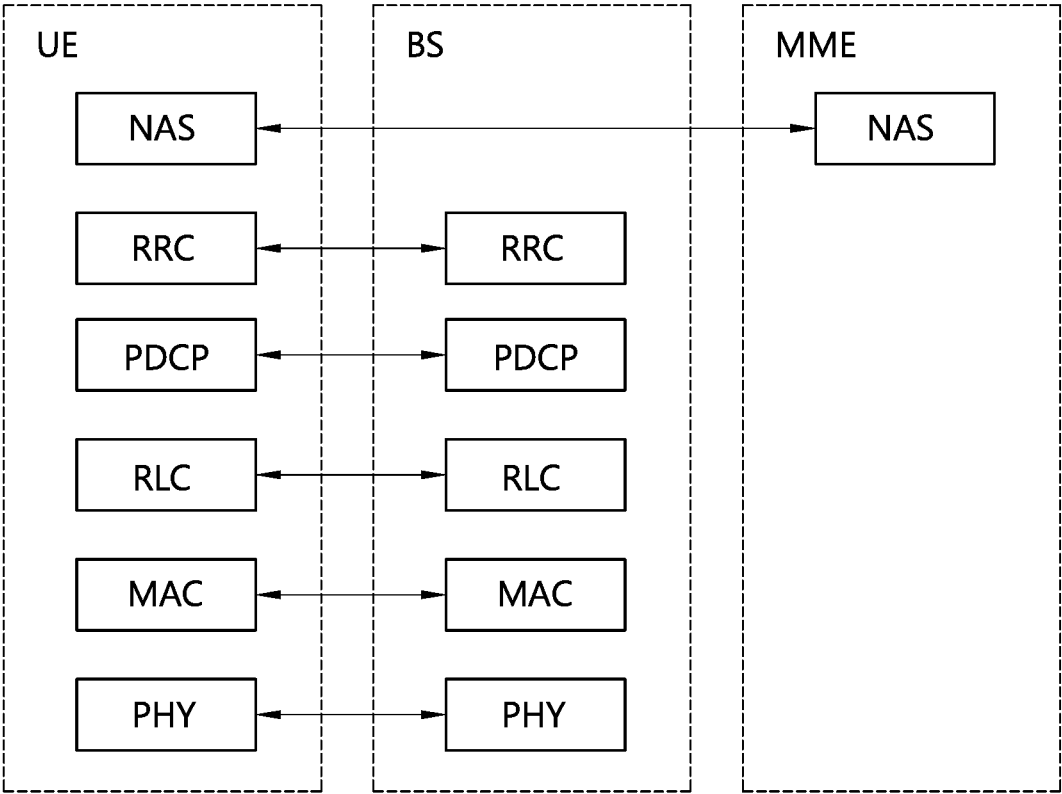 UE BS MME
NAS NAS
RRC RRC
PDCP PDCP
RLC RLC
MAC MAC
PHY PHY